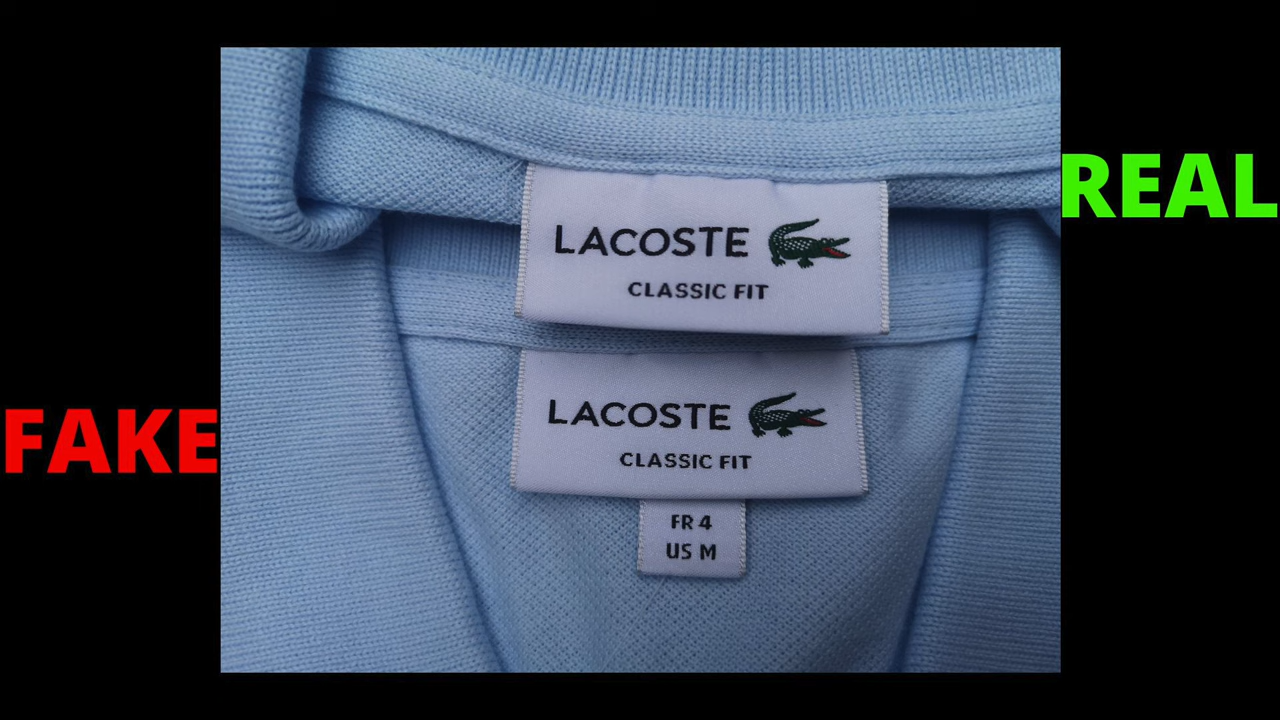 REAL
LACOSTE
CLASSIC FIT
FAKE
LACOSTE
CLASSIC FIT
FR 4
US M